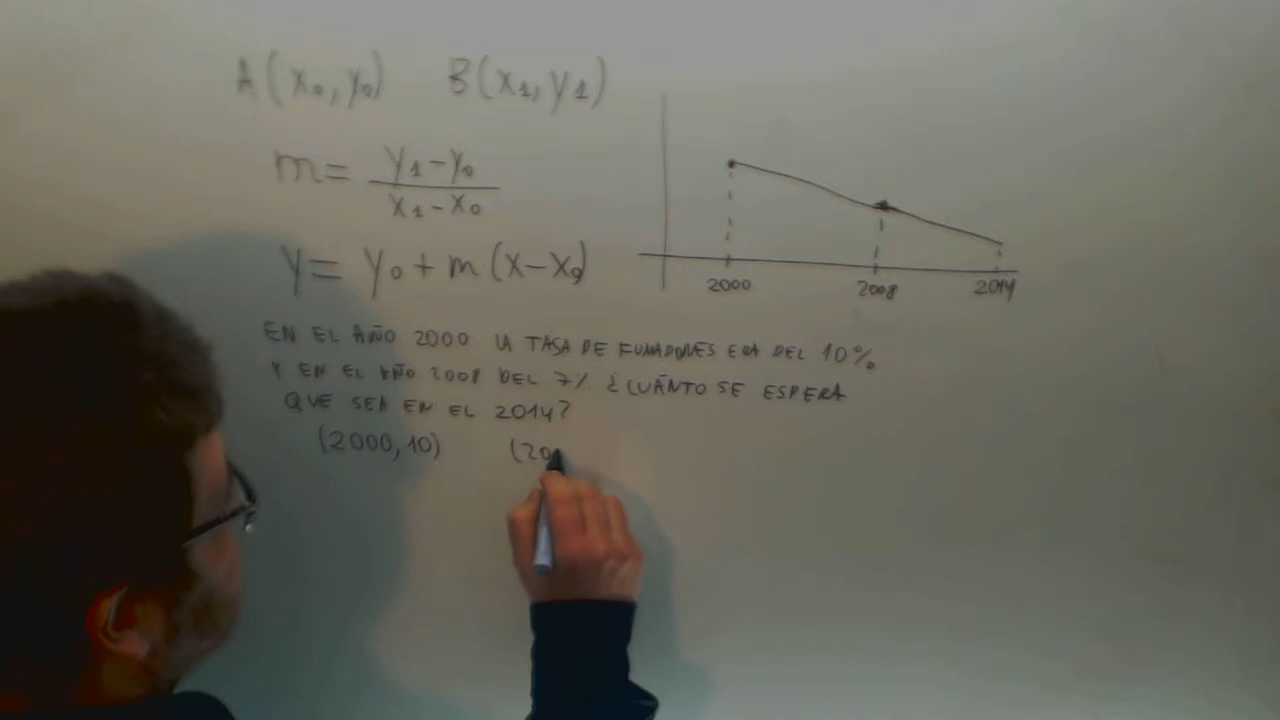 A(x₀,y₀) B(x₁,y₁)
m= y₁-y₀
x₁-x₀
y= y₀+m(x-x₀)
2000 2008 2014
EN EL AÑO 2000 LA TASA DE FUMADORES ERA DEL 10%
Y EN EL AÑO 2008 DEL 7% ¿CUÁNTO SE ESPERA
QUE SEA EN EL 2014?
(2000,10) (20